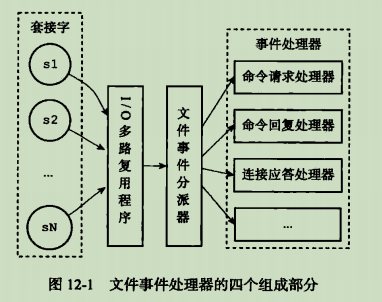 套接字
s1
s2
...
sN
I/O多路复用程序
文件事件分派器
事件处理器
命令请求处理器
命令回复处理器
连接应答处理器
...
图 12-1 文件事件处理器的四个组成部分